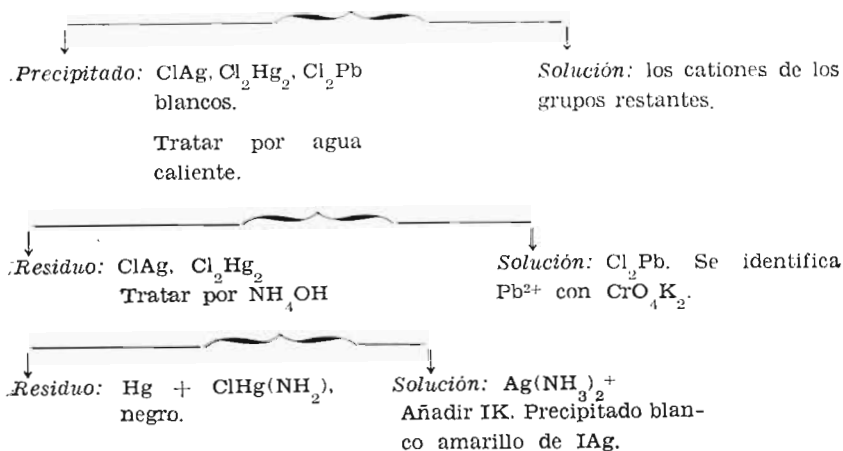 Precipitado: ClAg, Cl2Hg2, Cl2Pb
blancos.
Tratar por agua
caliente.
Solución: los cationes de los
grupos restantes.
Residuo: ClAg, Cl2Hg2
Tratar por NH4OH
Solución: Cl2Pb. Se identifica
Pb2+ con CrO4K2.
Residuo: Hg + ClHg(NH2),
negro.
Solución: Ag(NH3)2+
Añadir IK. Precipitado blan-
co amarillo de IAg.